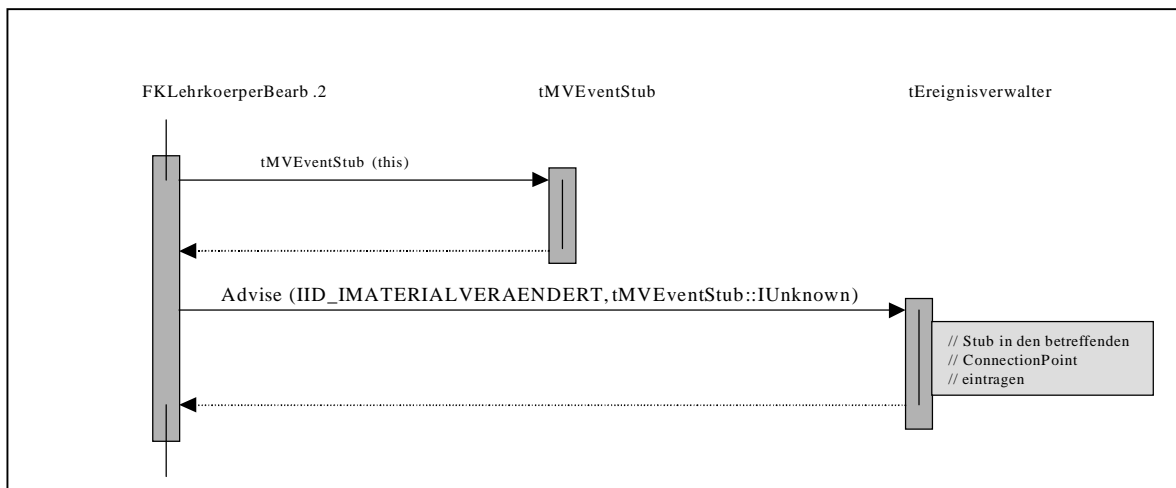 FKLehrkoerperBearb .2
tMVEventStub
tEreignisverwalter
tMVEventStub (this)
Advise (IID_IMATERIALVERAENDERT, tMVEventStub::IUnknown)
// Stub in den betreffenden
// ConnectionPoint
// eintragen